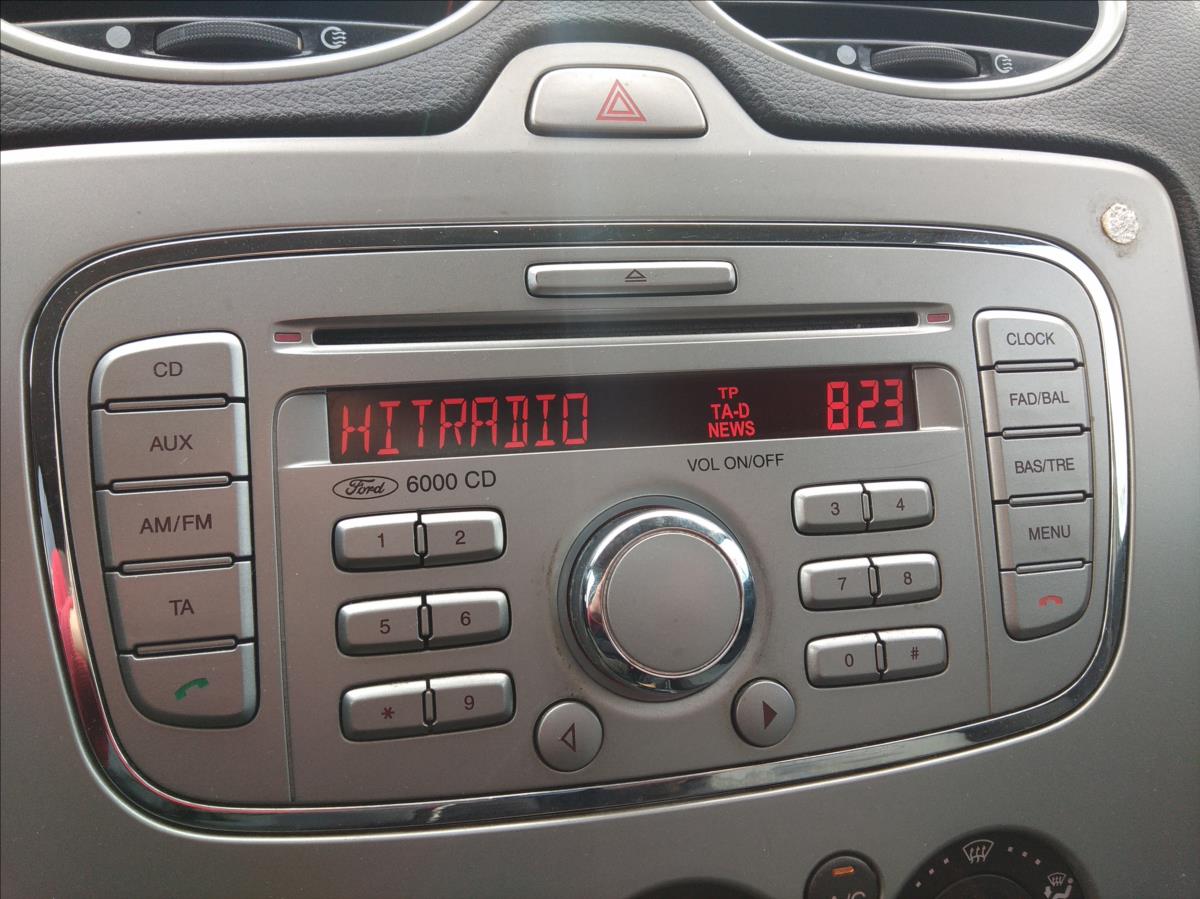 CD
AUX
AM/FM
TA
HITRADIO
TP
TA-D
NEWS
823
Ford 6000 CD
VOL ON/OFF
1 2
3 4
5 6
7 8
* 9
0 #
CLOCK
FAD/BAL
BAS/TRE
MENU